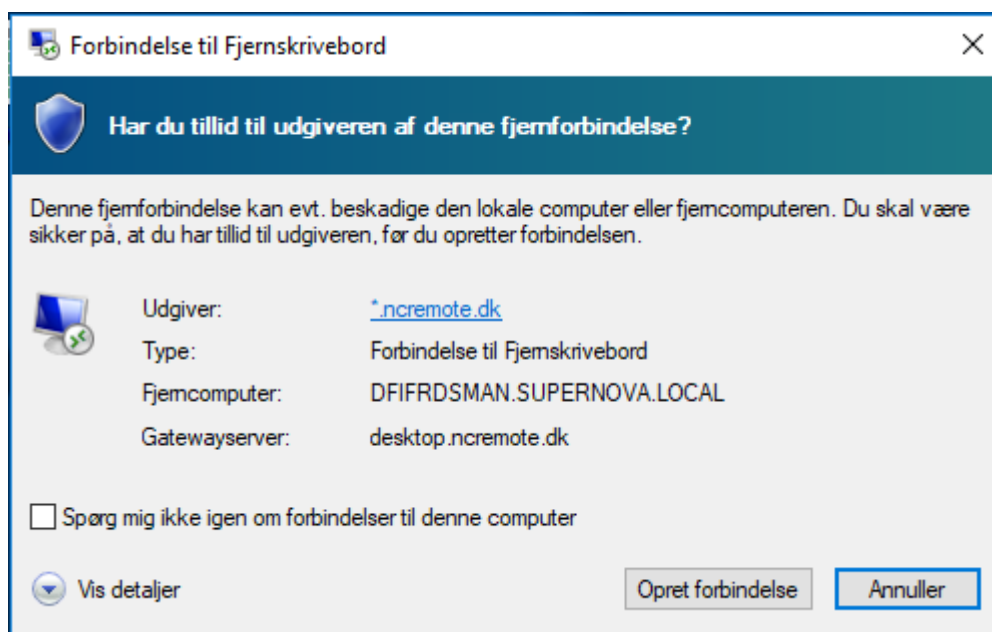 Forbindelse til Fjernskrivebord
Har du tillid til udgiveren af denne fjernforbindelse?
Denne fjernforbindelse kan evt. beskadige den lokale computer eller fjerncomputeren. Du skal være
sikker på, at du har tillid til udgiveren, før du opretter forbindelsen.
Udgiver: *.ncremote.dk
Type: Forbindelse til Fjernskrivebord
Fjerncomputer: DFIFRDSMAN.SUPERNOVA.LOCAL
Gatewayserver: desktop.ncremote.dk
Spørg mig ikke igen om forbindelser til denne computer
Vis detaljer Opret forbindelse Annuller